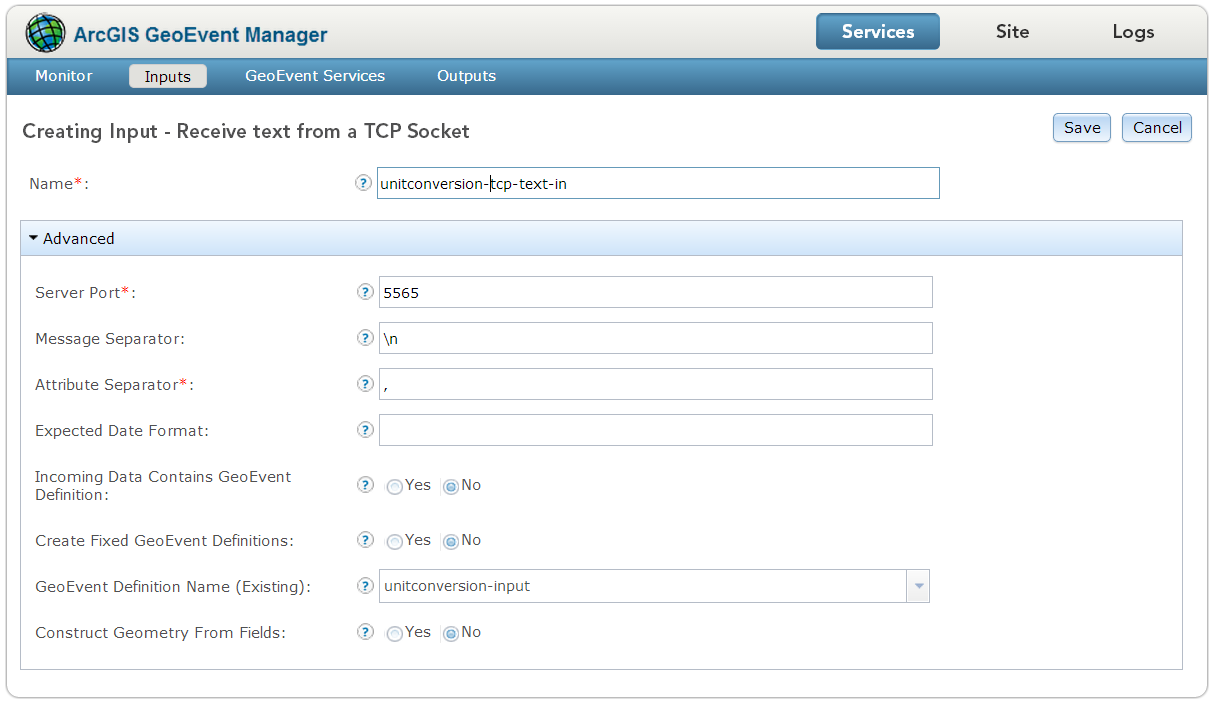 ArcGIS GeoEvent Manager
Services Site Logs
Monitor Inputs GeoEvent Services Outputs
Creating Input - Receive text from a TCP Socket
Save Cancel
Name*: ? unitconversion-tcp-text-in
Advanced
Server Port*: ? 5565
Message Separator: ? \n
Attribute Separator*: ? ,
Expected Date Format: ?
Incoming Data Contains GeoEvent
Definition: ? Yes No
Create Fixed GeoEvent Definitions: ? Yes No
GeoEvent Definition Name (Existing): ? unitconversion-input
Construct Geometry From Fields: ? Yes No